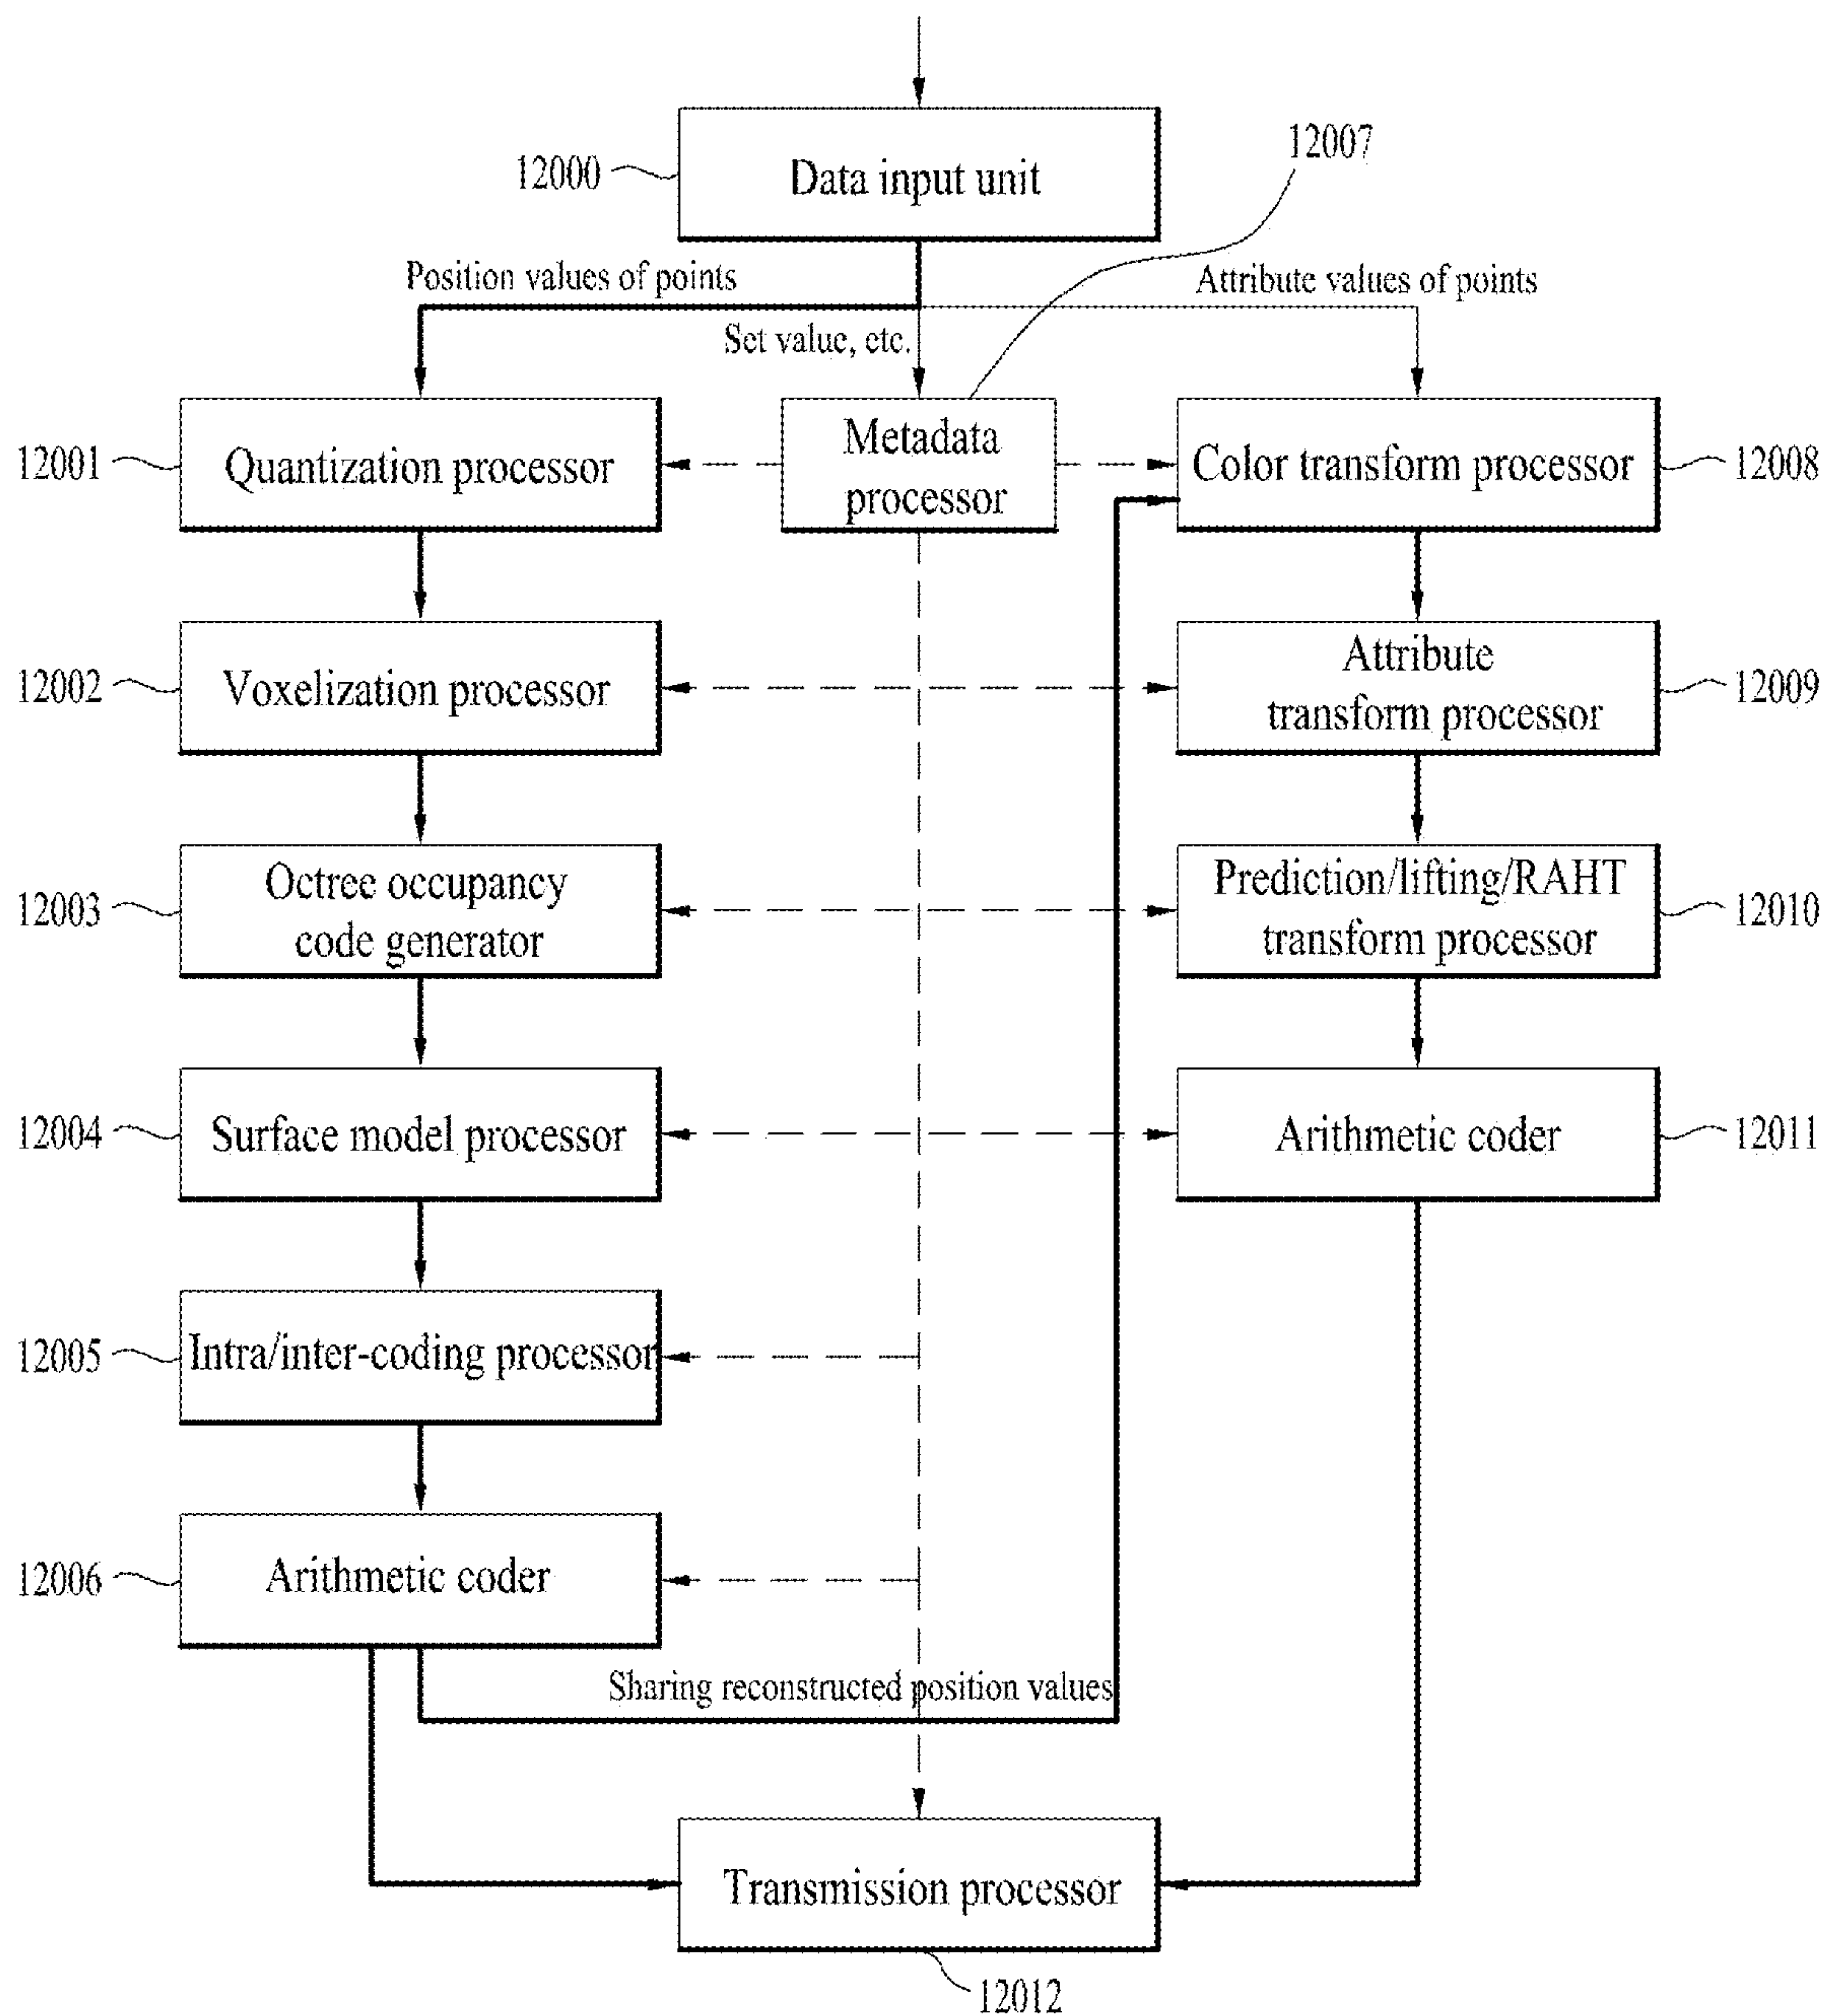 12000
Data input unit
12007
Position values of points
Attribute values of points
Set value, etc.
12001
Quantization processor
Metadata
processor
Color transform processor
12008
12002
Voxelization processor
Attribute
transform processor
12009
12003
Octree occupancy
code generator
Prediction/lifting/RAHT
transform processor
12010
12004
Surface model processor
Arithmetic coder
12011
12005
Intra/inter-coding processor
12006
Arithmetic coder
Sharing reconstructed position values
Transmission processor
12012